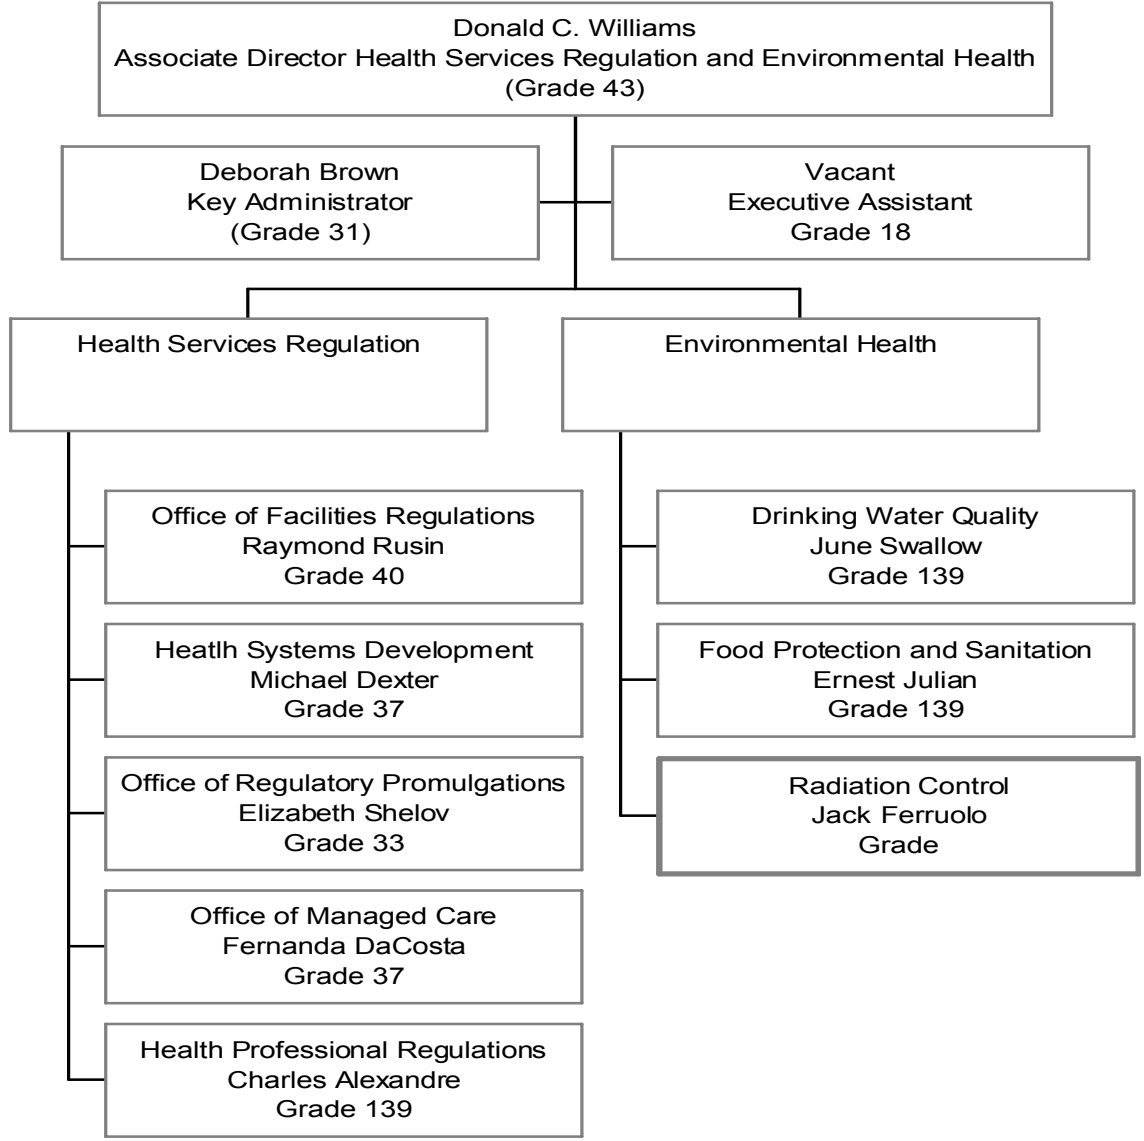 Donald C. Williams
Associate Director Health Services Regulation and Environmental Health
(Grade 43)
Deborah Brown
Key Administrator
(Grade 31)
Vacant
Executive Assistant
Grade 18
Health Services Regulation
Environmental Health
Office of Facilities Regulations
Raymond Rusin
Grade 40
Heatlh Systems Development
Michael Dexter
Grade 37
Office of Regulatory Promulgations
Elizabeth Shelov
Grade 33
Office of Managed Care
Fernanda DaCosta
Grade 37
Health Professional Regulations
Charles Alexandre
Grade 139
Drinking Water Quality
June Swallow
Grade 139
Food Protection and Sanitation
Ernest Julian
Grade 139
Radiation Control
Jack Ferruolo
Grade